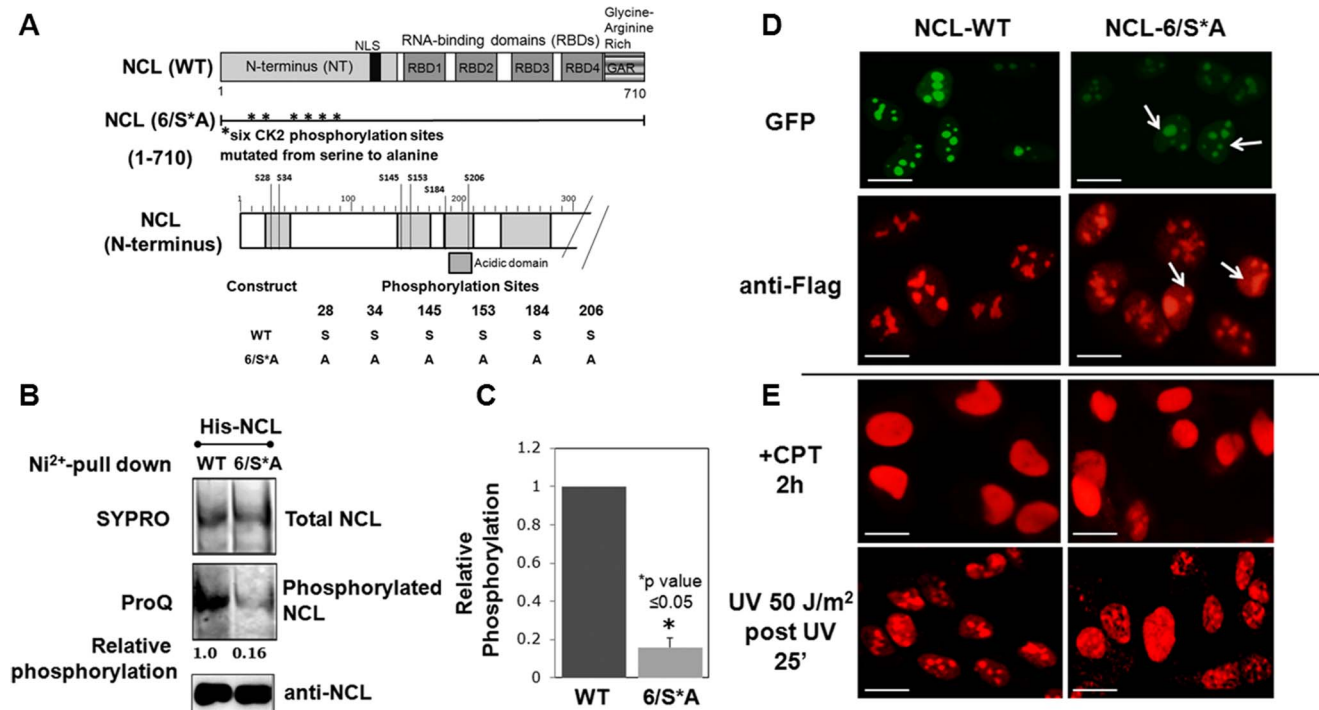 A
Glycine-
Arginine
Rich
NLS
RNA-binding domains (RBDs)
NCL (WT)
N-terminus (NT)
RBD1
RBD2
RBD3
RBD4
GAR
1
710
NCL (6/S*A)
* * * * * *
*six CK2 phosphorylation sites
(1-710)
mutated from serine to alanine
S28
S34
S145
S153
S184
S206
1
100
200
300
NCL
(N-terminus)
Acidic domain
Construct
Phosphorylation Sites
28 34 145 153 184 206
WT S S S S S S
6/S*A A A A A A A
B
His-NCL
Ni2+-pull down
WT 6/S*A
SYPRO
Total NCL
ProQ
Phosphorylated
NCL
Relative
phosphorylation
1.0 0.16
anti-NCL
C
Relative
Phosphorylation
1.2
1
0.8
0.6
0.4
0.2
0
*p value
≤0.05
*
WT
6/S*A
D
NCL-WT
NCL-6/S*A
GFP
anti-Flag
E
+CPT
2h
UV 50 J/m2
post UV
25'